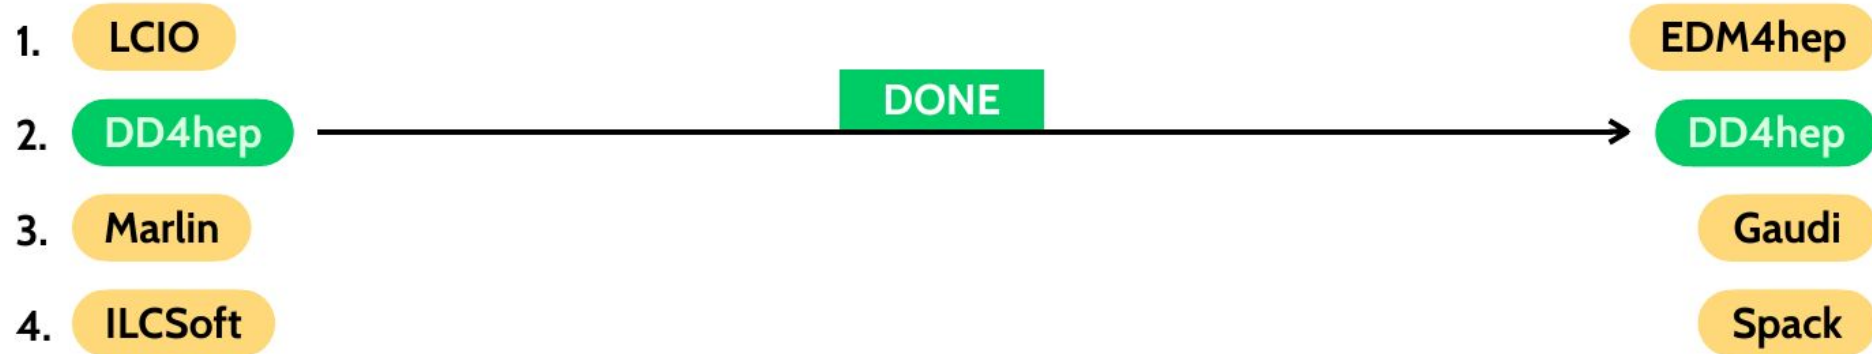 1. LCIO EDM4hep
DONE
2. DD4hep DD4hep
3. Marlin Gaudi
4. ILCSoft Spack